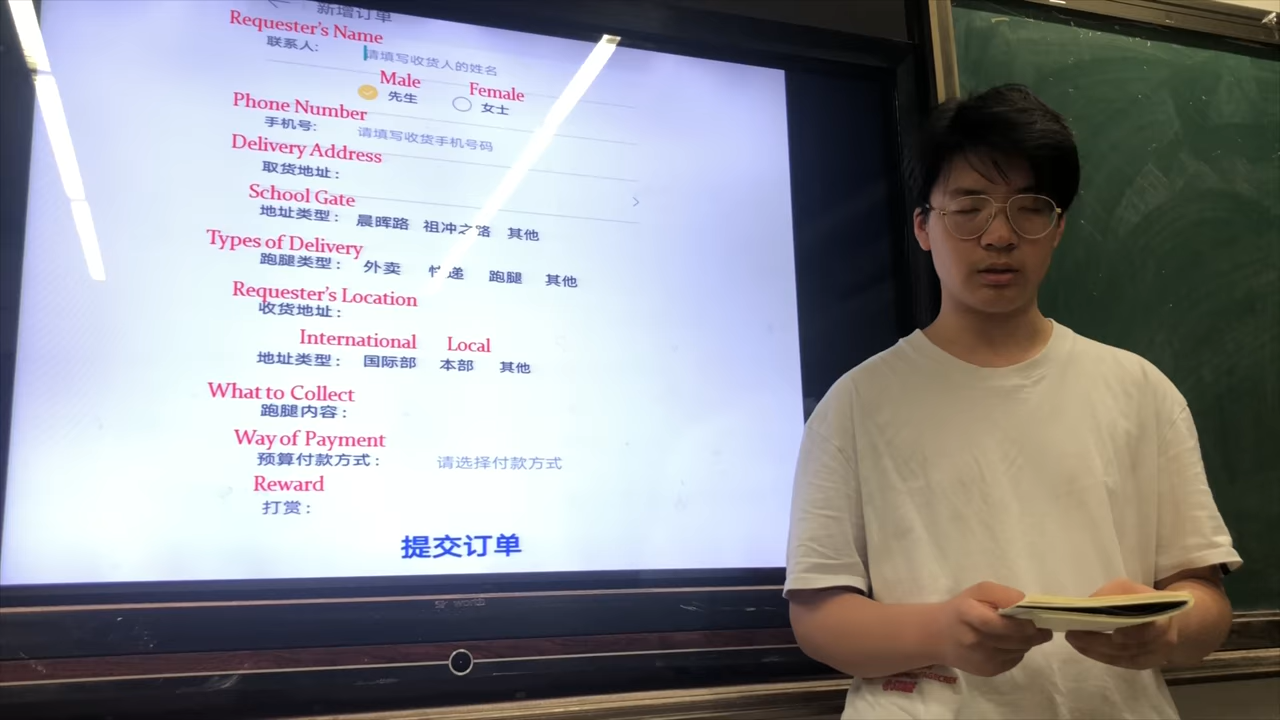 新增订单
Requester's Name
联系人: 请填写收货人的姓名
Male Female
先生 女士
Phone Number
手机号: 请填写收货手机号码
Delivery Address
取货地址:
School Gate
地址类型: 晨晖路 祖冲之路 其他
Types of Delivery
跑腿类型: 外卖 快递 跑腿 其他
Requester's Location
收货地址:
International Local
地址类型: 国际部 本部 其他
What to Collect
跑腿内容:
Way of Payment
预算付款方式: 请选择付款方式
Reward
打赏:
提交订单